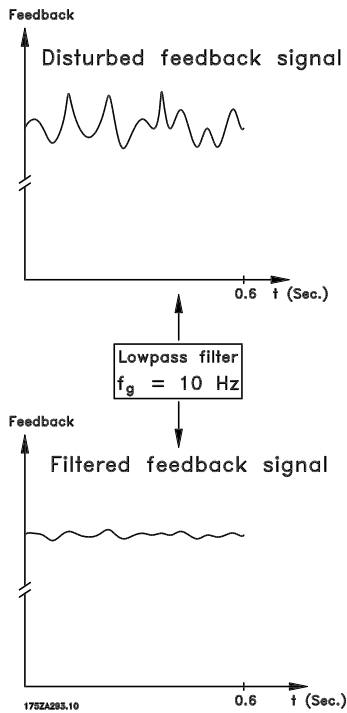 Feedback
Disturbed feedback signal
0.6 t (Sec.)
Lowpass filter
fg = 10 Hz
Feedback
Filtered feedback signal
175ZA293.10
0.6 t (Sec.)